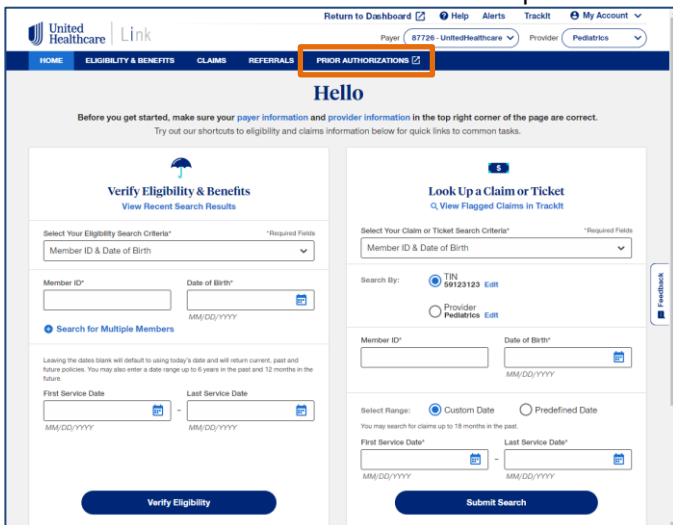 Return to Dashboard Help Alerts TrackIt My Account
United
Healthcare Link
Payer 87726 - UnitedHealthcare Provider Pediatrics
HOME ELIGIBILITY & BENEFITS CLAIMS REFERRALS PRIOR AUTHORIZATIONS
Hello
Before you get started, make sure your payer information and provider information in the top right corner of the page are correct.
Try out our shortcuts to eligibility and claims information below for quick links to common tasks.
Verify Eligibility & Benefits
View Recent Search Results
Select Your Eligibility Search Criteria* *Required Fields
Member ID & Date of Birth
Member ID* Date of Birth*
MM/DD/YYYY
Search for Multiple Members
Leaving the dates blank will default to using today's date and will return current, past and
future policies. You may also enter a date range up to 6 years in the past and 12 months in the
future.
First Service Date Last Service Date
-
MM/DD/YYYY MM/DD/YYYY
Verify Eligibility
$
Look Up a Claim or Ticket
View Flagged Claims in TrackIt
Select Your Claim or Ticket Search Criteria* *Required Fields
Member ID & Date of Birth
Search By: TIN
59123123 Edit
Provider
Pediatrics Edit
Member ID* Date of Birth*
MM/DD/YYYY
Select Range: Custom Date Predefined Date
You may search for claims up to 18 months in the past.
First Service Date* Last Service Date*
-
MM/DD/YYYY MM/DD/YYYY
Submit Search
Feedback